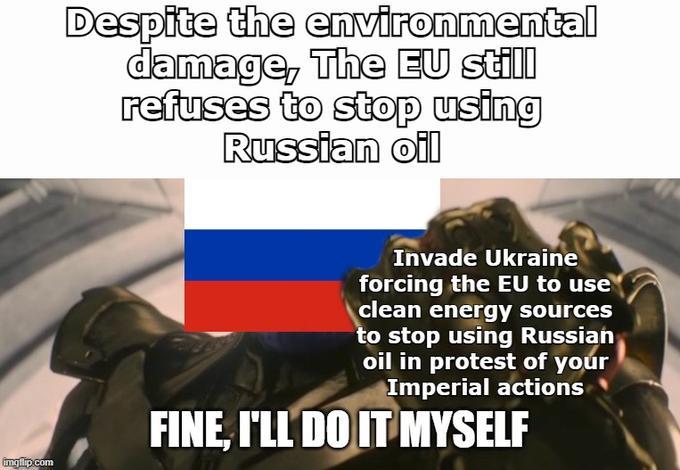 Despite the environmental
damage, The EU still
refuses to stop using
Russian oil
Invade Ukraine
forcing the EU to use
clean energy sources
to stop using Russian
oil in protest of your
Imperial actions
FINE, I'LL DO IT MYSELF
imgflip.com